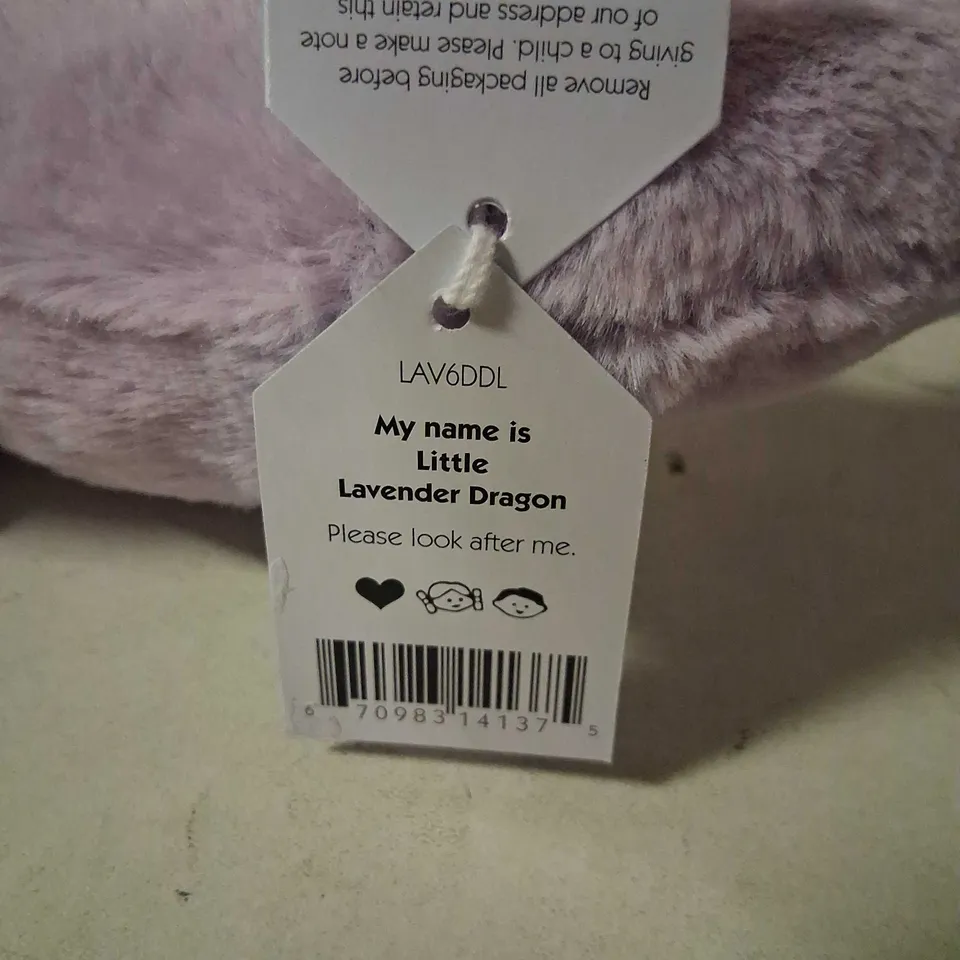 Remove all packaging before
giving to a child. Please make a note
of our address and retain this
LAV6DDL
My name is
Little
Lavender Dragon
Please look after me.
6 70983 14137 5